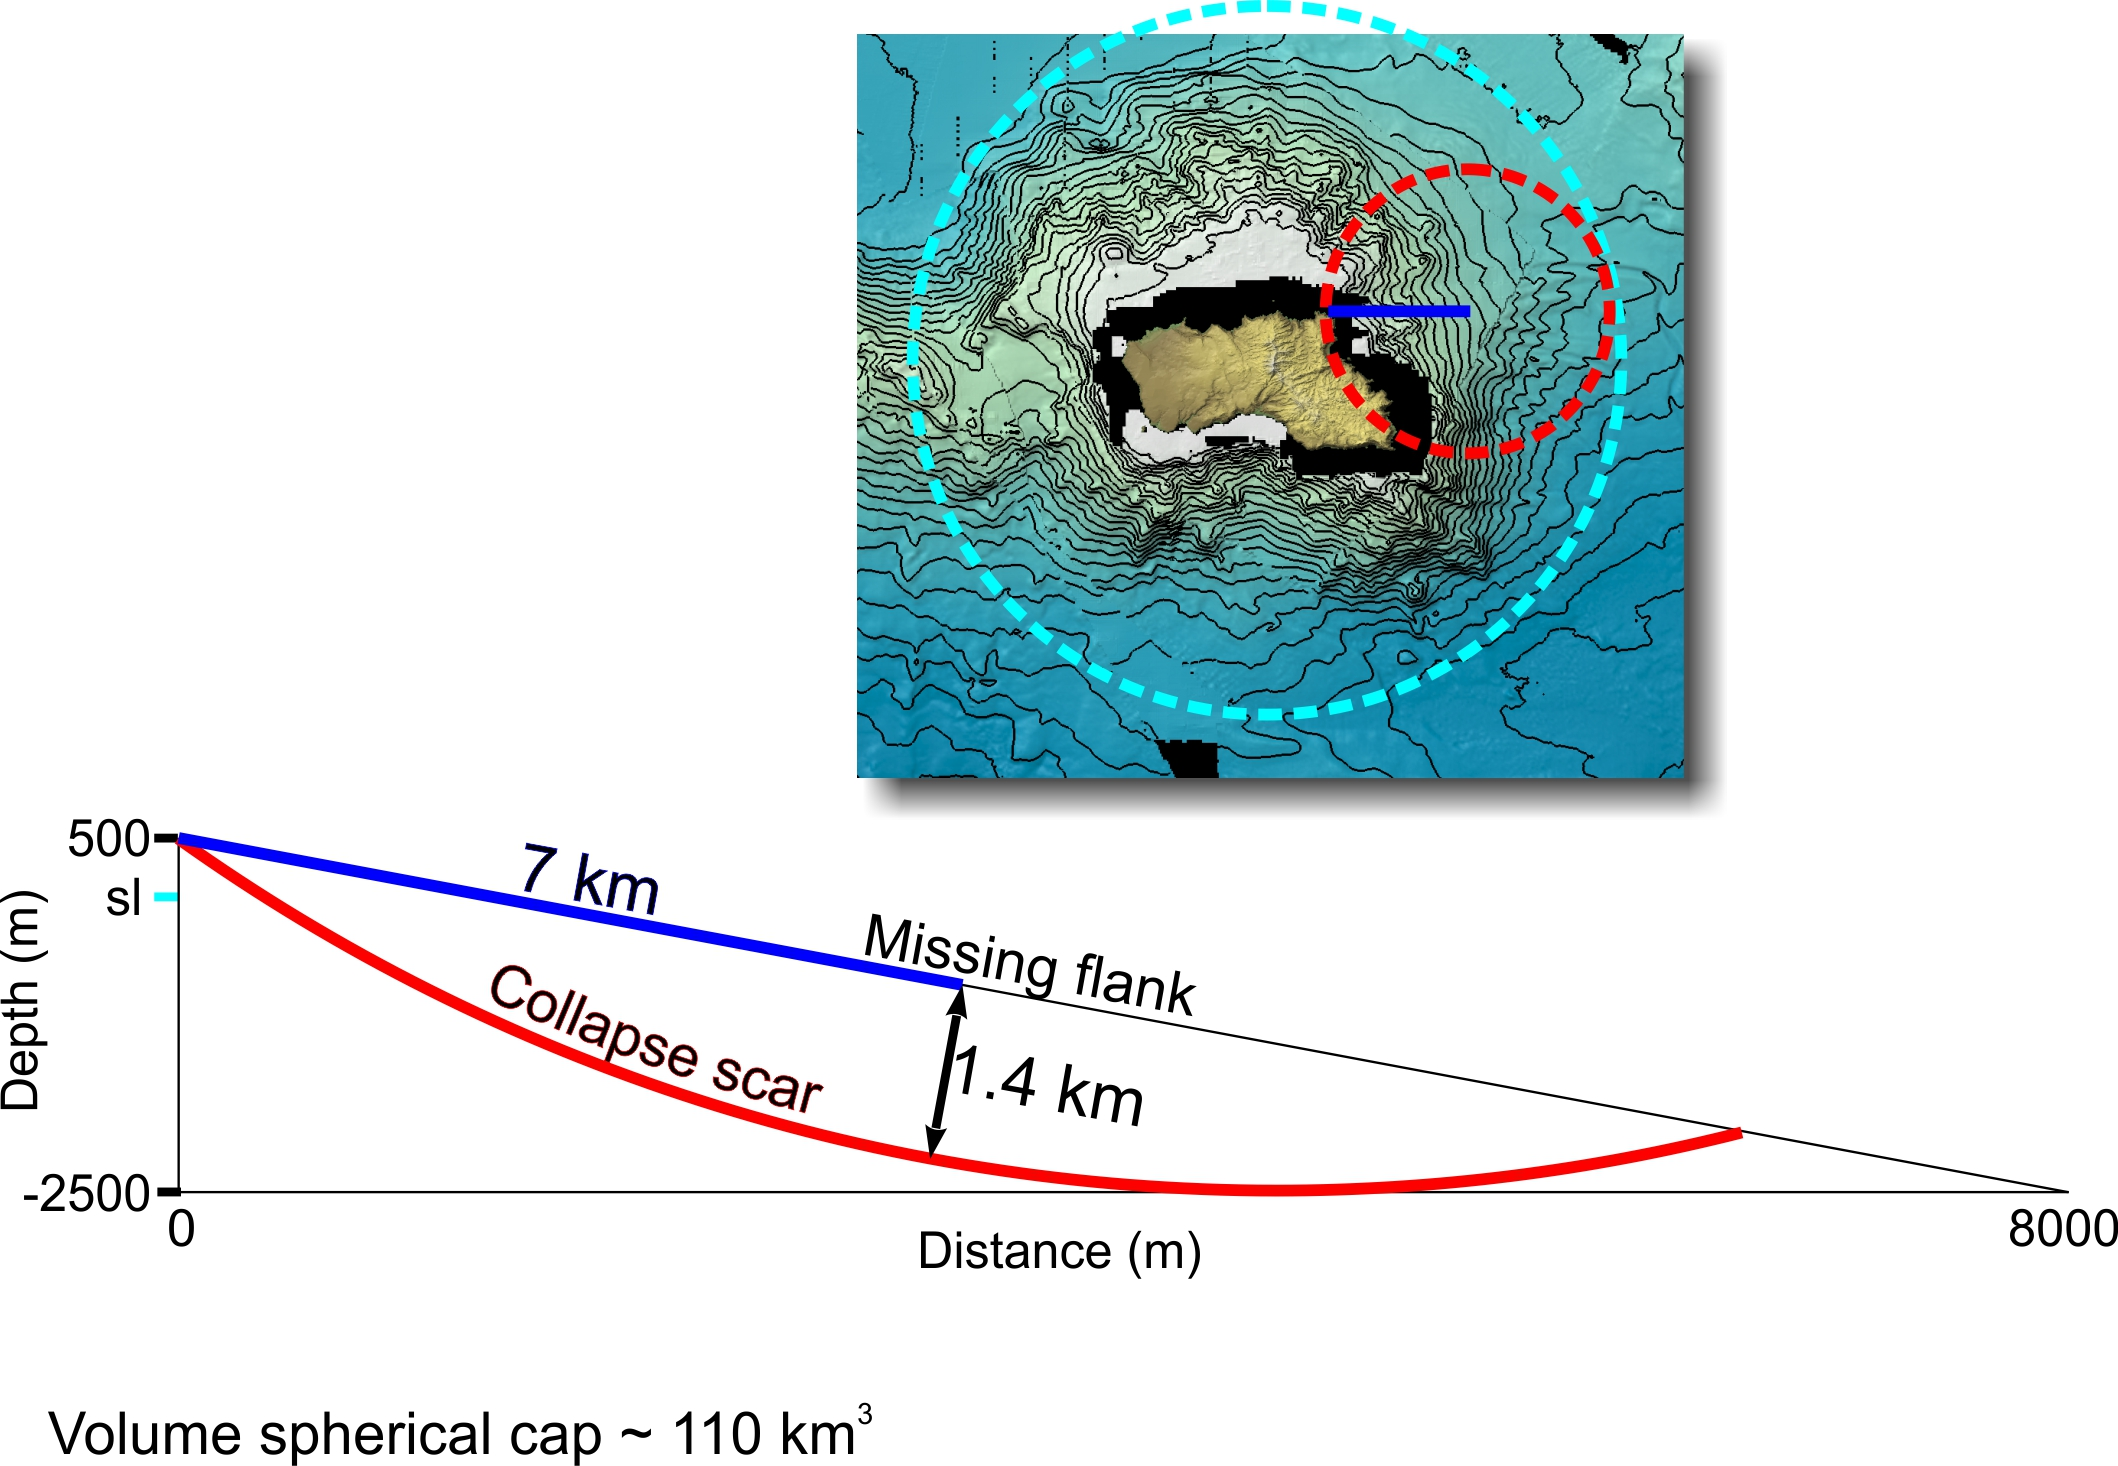 500
sl
Depth (m)
-2500
7 km
Missing flank
Collapse scar
1.4 km
0
8000
Distance (m)
Volume spherical cap ~ 110 km³